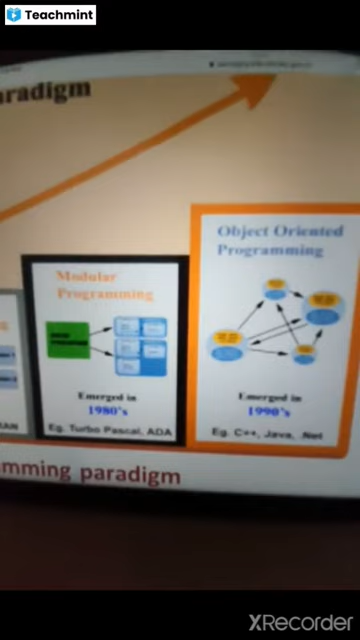 Teachmint
aradigm
Object Oriented
Programming
Modular
Programming
Emerged in
1980's
Eg. Turbo Pascal, ADA
Emerged in
1990's
Eg. C++, Java, .Net
mming paradigm
XRecorder